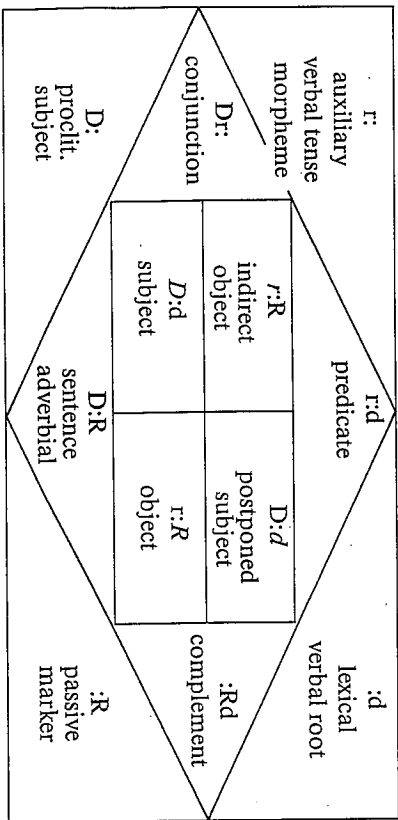 r:
auxiliary
verbal tense
morpheme
r:d
predicate
:d
lexical
verbal root
Dr:
conjunction
r:R
indirect
object
D:d
postponed
subject
D:d
subject
r:R
object
:Rd
complement
D:
proclit.
subject
D:R
sentence
adverbial
:R
passive
marker